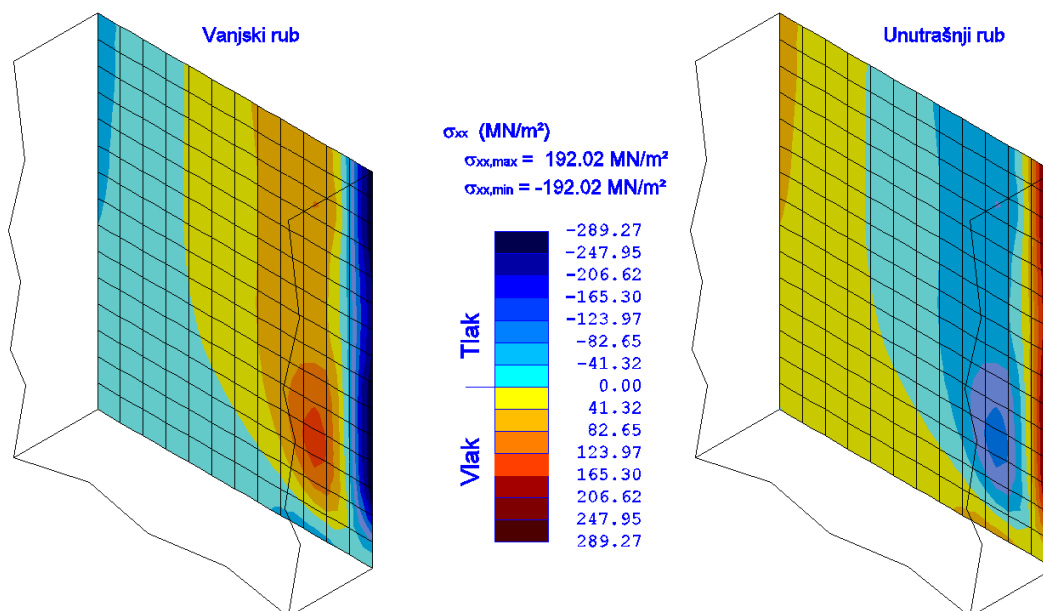 Vanjski rub
Unutrašnji rub
σxx (MN/m²)
σxx,max = 192.02 MN/m²
σxx,min = -192.02 MN/m²
-289.27
-247.95
-206.62
-165.30
-123.97
-82.65
-41.32
0.00
41.32
82.65
123.97
165.30
206.62
247.95
289.27
Tlak
Vlak